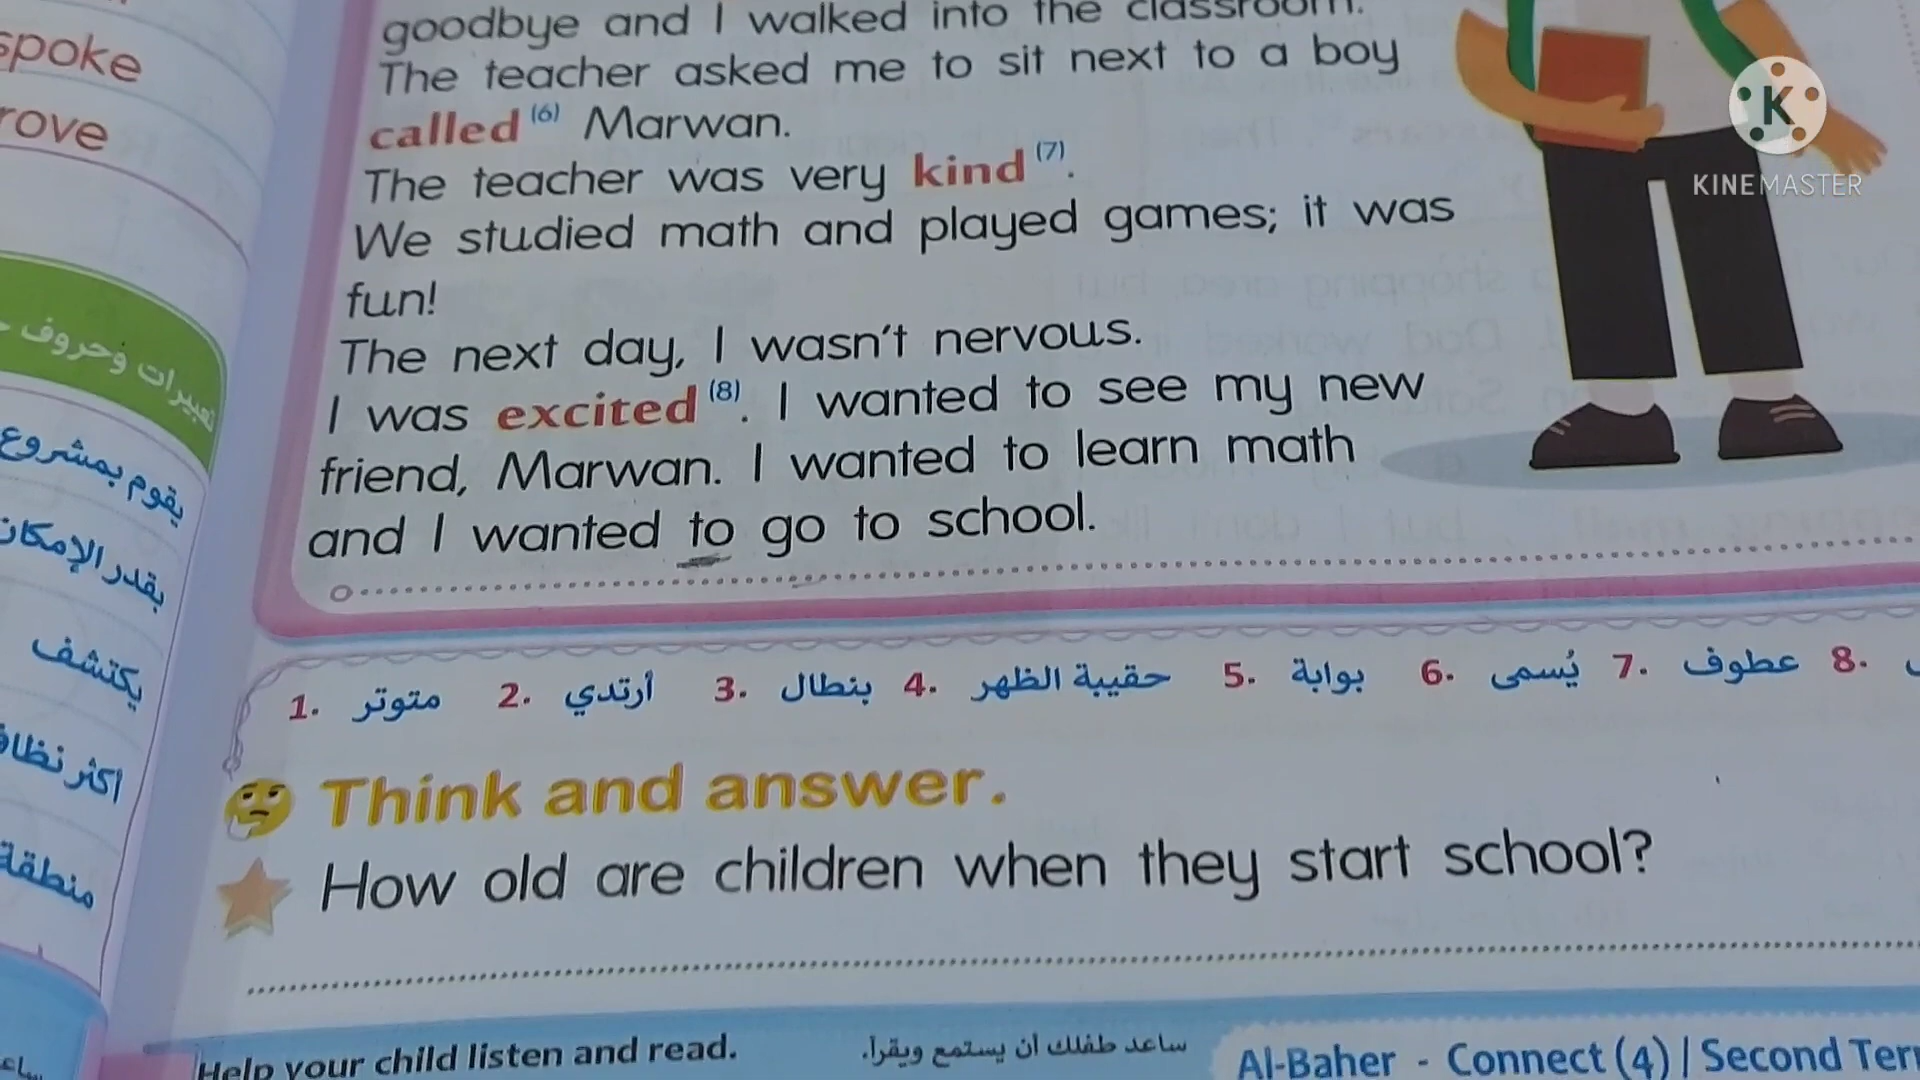 spoke
rove
تعبيرات وحروف
يقوم بمشروع
بقدر الإمكان
يكتشف
أكثر نظافة
منطقة
goodbye and I walked into the classroom.
The teacher asked me to sit next to a boy
called (6) Marwan.
The teacher was very kind (7).
We studied math and played games; it was
fun!
The next day, I wasn't nervous.
I was excited (8). I wanted to see my new
friend, Marwan. I wanted to learn math
and I wanted to go to school.
1. متوتر 2. أرتدي 3. بنطال 4. حقيبة الظهر 5. بوابة 6. يُسمى 7. عطوف 8.
Think and answer.
How old are children when they start school?
Help your child listen and read. ساعد طفلك أن يستمع ويقرأ. Al-Baher - Connect (4) | Second Ter
K
KINEMASTER